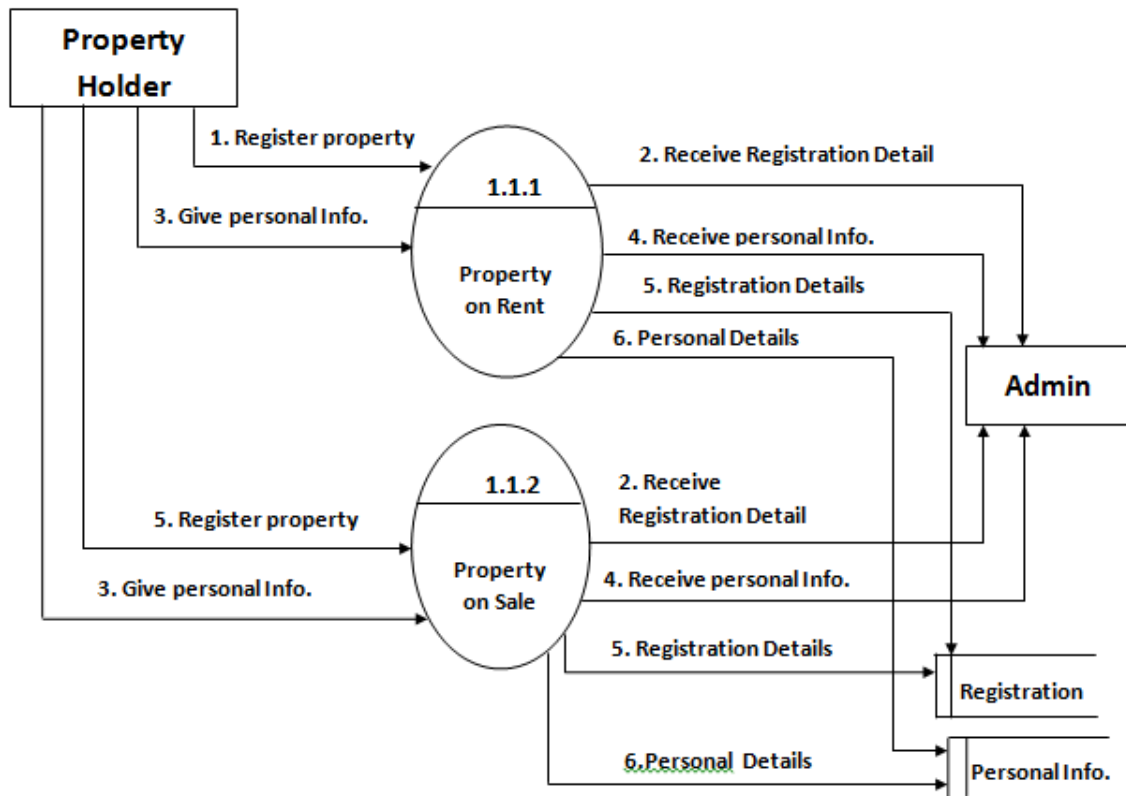 Property
Holder
1. Register property
2. Receive Registration Detail
1.1.1
3. Give personal Info.
4. Receive personal Info.
Property
on Rent
5. Registration Details
6. Personal Details
Admin
1.1.2
2. Receive
Registration Detail
5. Register property
Property
on Sale
4. Receive personal Info.
3. Give personal Info.
5. Registration Details
Registration
6.Personal Details
Personal Info.